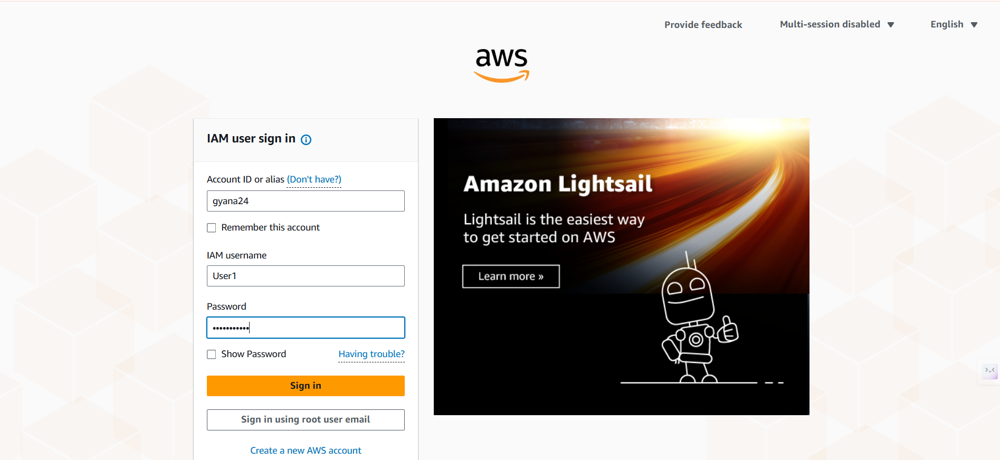 Provide feedback
Multi-session disabled
English
aws
IAM user sign in
Account ID or alias (Don't have?)
gyana24
Remember this account
IAM username
User1
Password
•••••••••••
Show Password
Having trouble?
Sign in
Sign in using root user email
Create a new AWS account
Amazon Lightsail
Lightsail is the easiest way
to get started on AWS
Learn more »